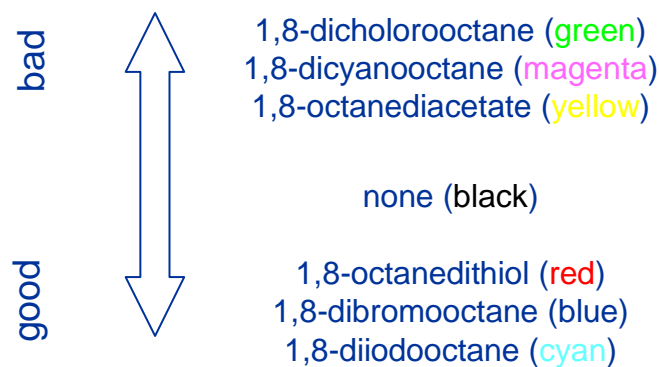 bad
1,8-dicholorooctane (green)
1,8-dicyanooctane (magenta)
1,8-octanediacetate (yellow)
none (black)
good
1,8-octanedithiol (red)
1,8-dibromooctane (blue)
1,8-diiodooctane (cyan)